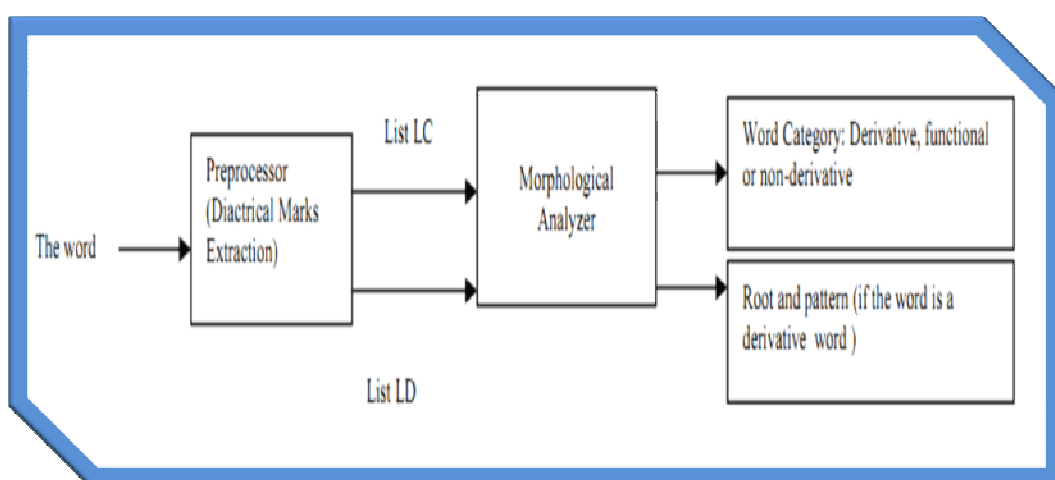 The word
Preprocessor
(Diactrical Marks
Extraction)
List LC
List LD
Morphological
Analyzer
Word Category: Derivative, functional
or non-derivative
Root and pattern (if the word is a
derivative word )